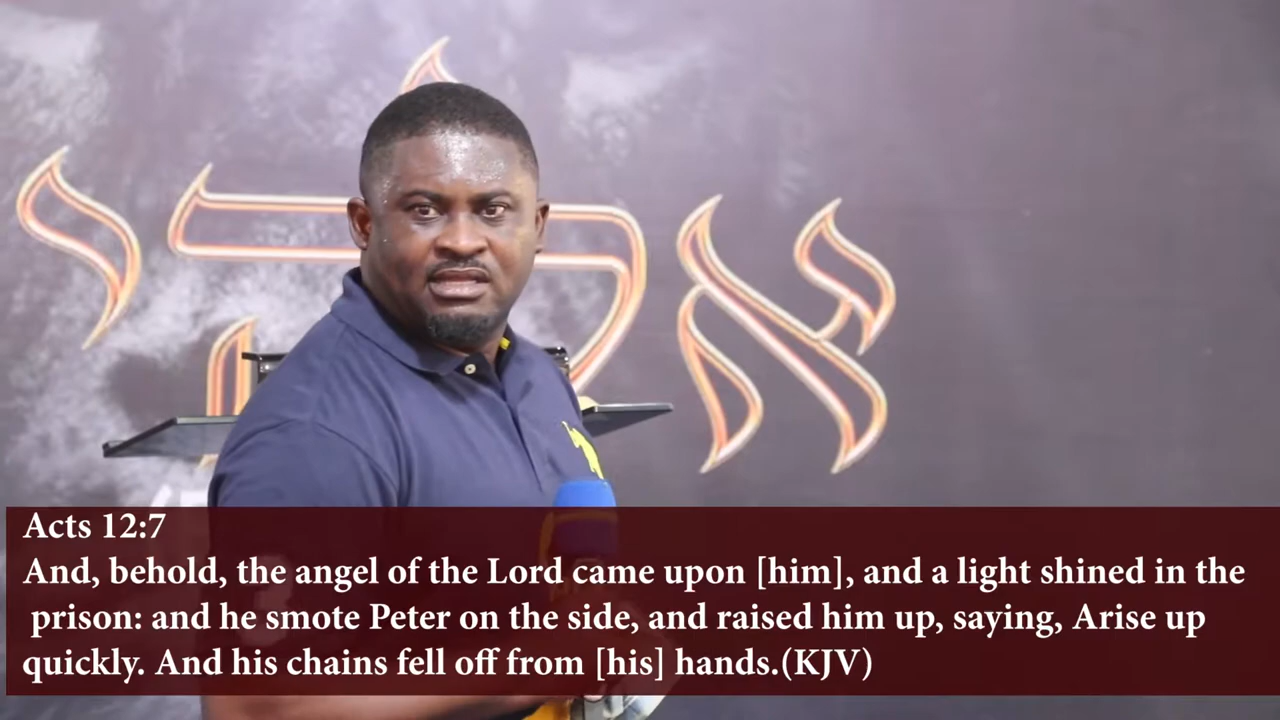 אלהי
Acts 12:7
And, behold, the angel of the Lord came upon [him], and a light shined in the
prison: and he smote Peter on the side, and raised him up, saying, Arise up
quickly. And his chains fell off from [his] hands.(KJV)